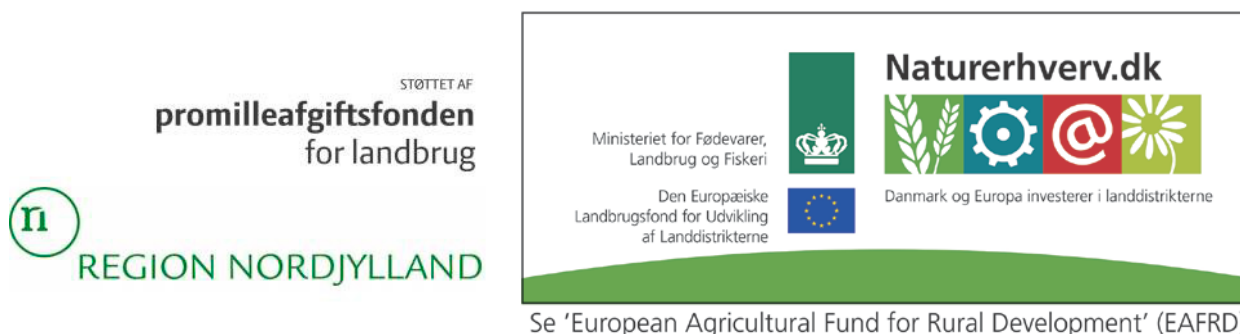 STØTTET AF
promilleafgiftsfonden
for landbrug
n
REGION NORDJYLLAND
Ministeriet for Fødevarer,
Landbrug og Fiskeri
Den Europæiske
Landbrugsfond for Udvikling
af Landdistrikterne
Naturerhverv.dk
@
Danmark og Europa investerer i landdistrikterne
Se ‘European Agricultural Fund for Rural Development’ (EAFRD)